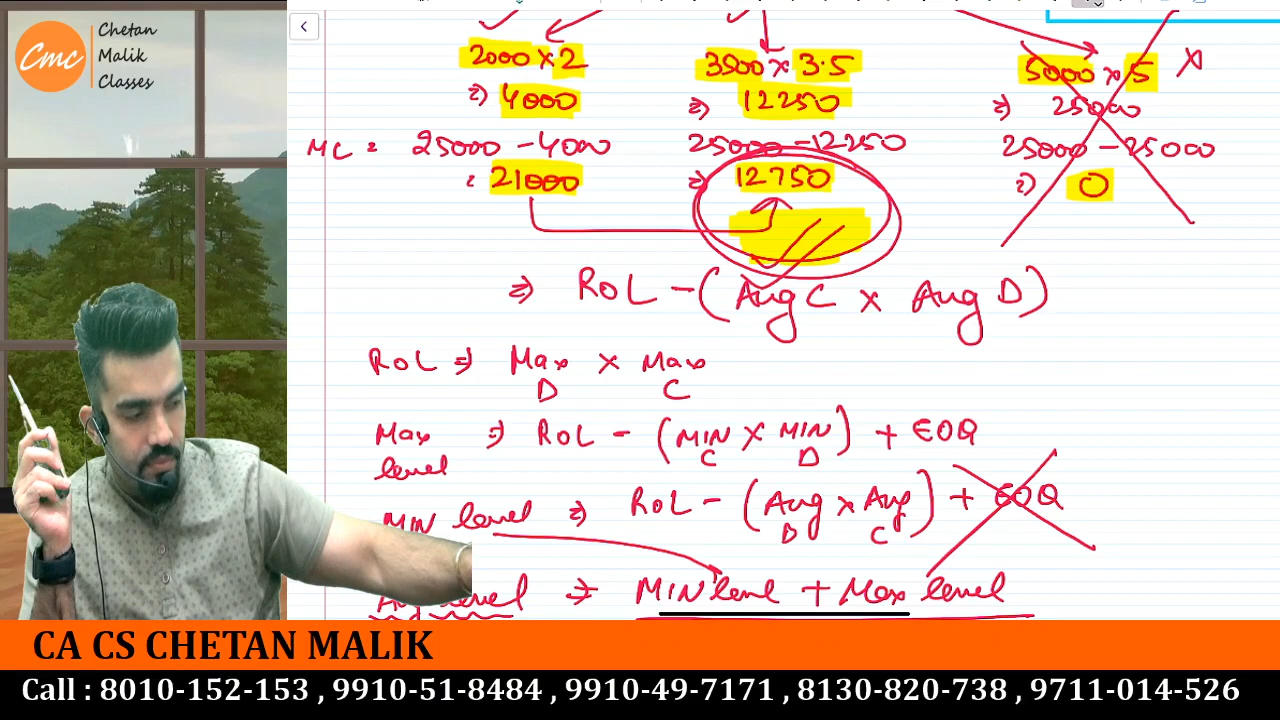 Chetan
Malik
Classes
CMC
2000 × 2 3500 × 3.5 5000 × 5 ×
⇒ 4000 ⇒ 12250 ⇒ 25000
MC = 25000 - 4000 25000 - 12250 25000 - 25000
: 21000 ⇒ 12750 ⇒ 0
⇒ ROL - (Avg C × Avg D)
ROL ⇒ Max × Max
D C
Max ⇒ ROL - (MIN × MIN) + EOQ
level C D
MIN level ⇒ ROL - (Avg × Avg) + EOQ
D C
level ⇒ MIN level + Max level
CA CS CHETAN MALIK
Call : 8010-152-153 , 9910-51-8484 , 9910-49-7171 , 8130-820-738 , 9711-014-526